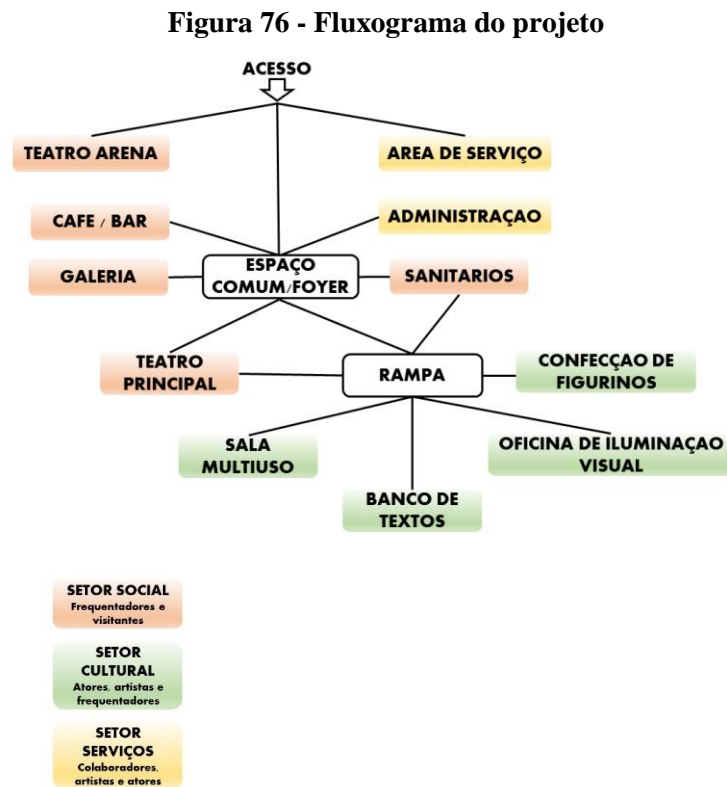 Figura 76 - Fluxograma do projeto
ACESSO
TEATRO ARENA
AREA DE SERVIÇO
CAFE / BAR
ADMINISTRAÇAO
GALERIA
ESPAÇO
COMUM/FOYER
SANITARIOS
TEATRO
PRINCIPAL
RAMPA
CONFECÇAO DE
FIGURINOS
SALA
MULTIUSO
OFICINA DE ILUMINAÇAO
VISUAL
BANCO DE
TEXTOS
SETOR SOCIAL
Frequentadores e
visitantes
SETOR
CULTURAL
Atores, artistas e
frequentadores
SETOR
SERVIÇOS
Colaboradores,
artistas e atores